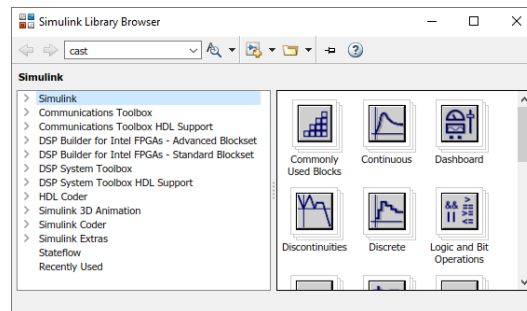 Simulink Library Browser
cast
Simulink
Simulink
Communications Toolbox
Communications Toolbox HDL Support
DSP Builder for Intel FPGAs - Advanced Blockset
DSP Builder for Intel FPGAs - Standard Blockset
DSP System Toolbox
DSP System Toolbox HDL Support
HDL Coder
Simulink 3D Animation
Simulink Coder
Simulink Extras
Stateflow
Recently Used
Commonly
Used Blocks
Continuous
Dashboard
Discontinuities
Discrete
Logic and Bit
Operations